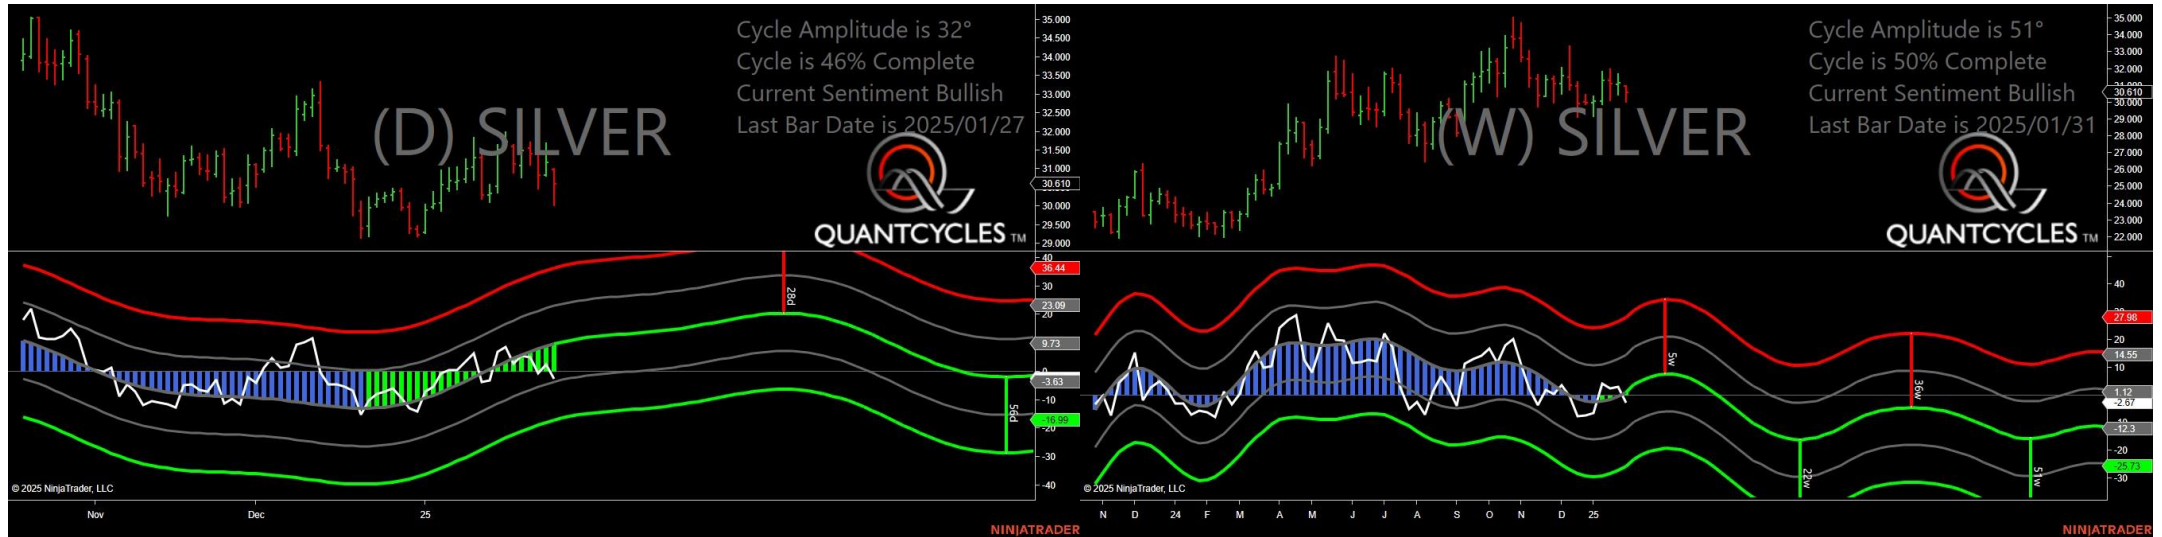 Cycle Amplitude is 32°
Cycle is 46% Complete
Current Sentiment Bullish
Last Bar Date is 2025/01/27
(D) SILVER
QUANTCYCLES TM
35.000
34.500
34.000
33.500
33.000
32.500
32.000
31.500
31.000
30.610
30.000
29.500
29.000
40
36.44
30
23.09
20
9.73
-3.63
-10
-16.99
-30
-40
28d
56d
© 2025 NinjaTrader, LLC
Nov Dec 25
NINJATRADER
Cycle Amplitude is 51°
Cycle is 50% Complete
Current Sentiment Bullish
Last Bar Date is 2025/01/31
(W) SILVER
QUANTCYCLES TM
35.000
34.000
33.000
32.000
30.610
30.000
29.000
28.000
27.000
26.000
25.000
24.000
23.000
22.000
40
27.98
20
14.55
10
1.12
-2.67
-12.3
-20
-25.73
-30
5w
36w
22w
51w
© 2025 NinjaTrader, LLC
N D 24 F M A M J J A S O N D 25
NINJATRADER